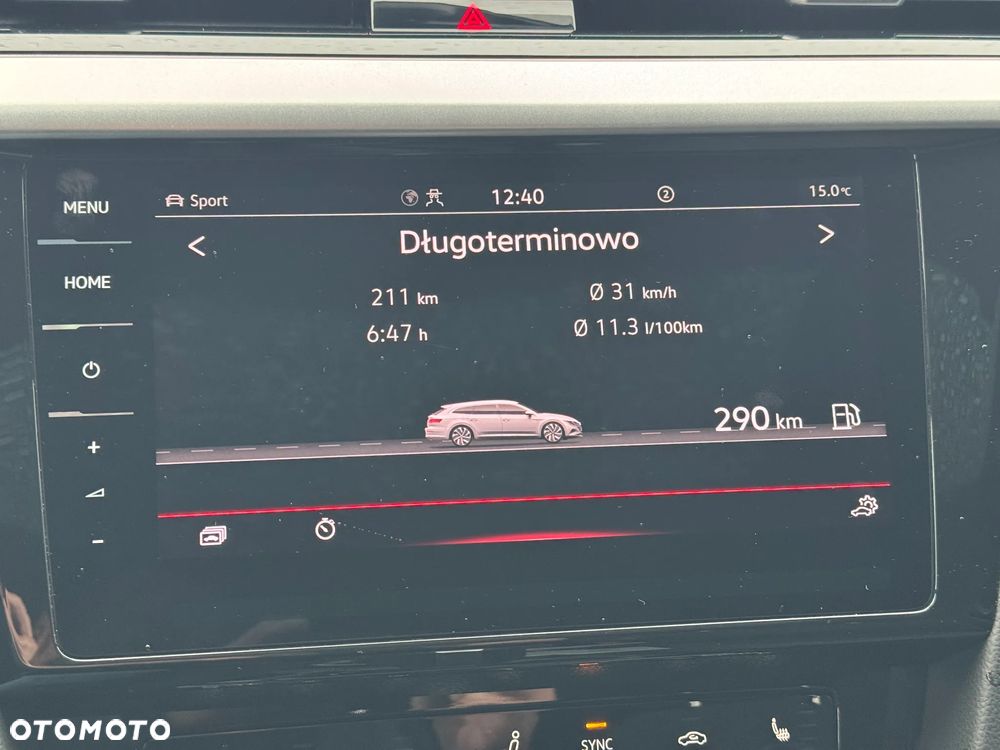 MENU
HOME
+
-
Sport
12:40
2
15.0°C
< Długoterminowo >
211 km
Ø 31 km/h
6:47 h
Ø 11.3 l/100km
290 km
SYNC
OTOMOTO